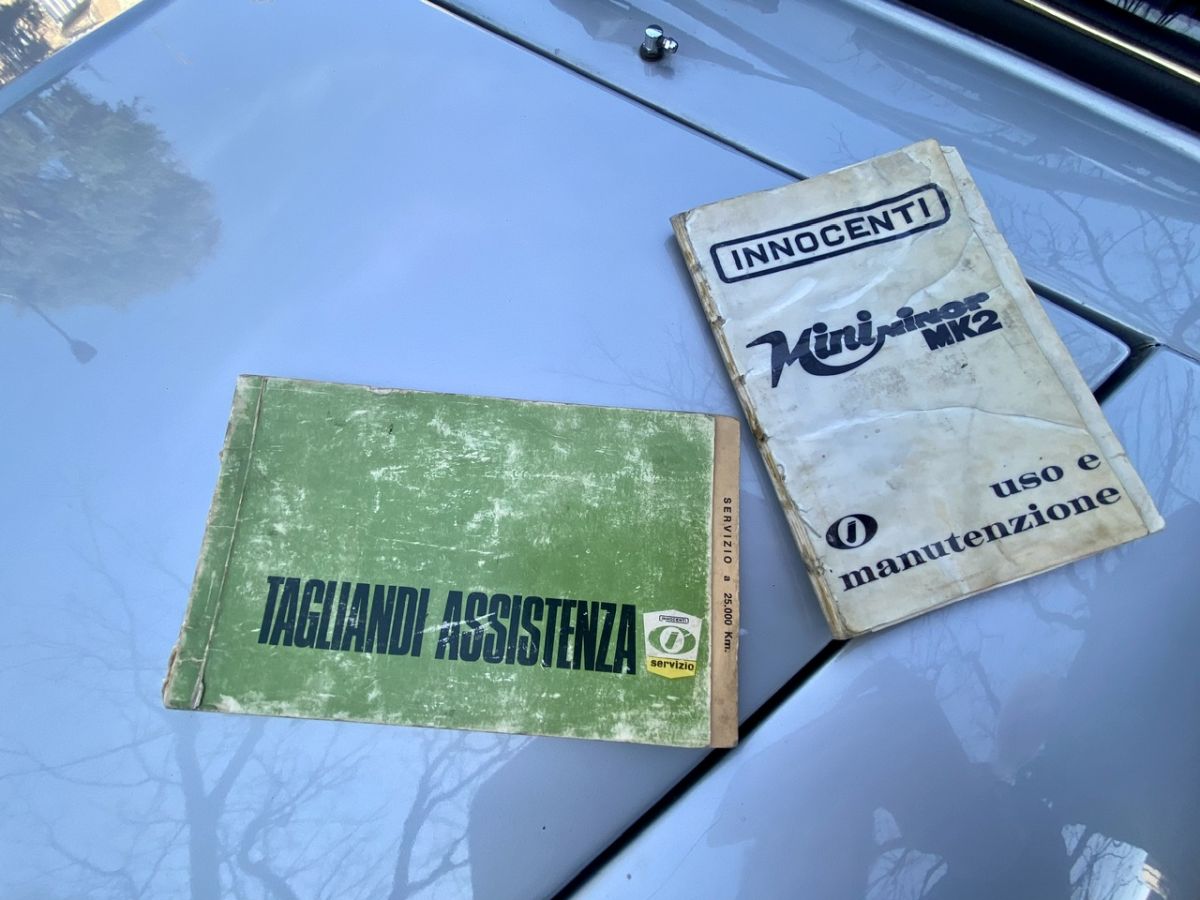 INNOCENTI
Mini minor
MK2
uso e
manutenzione
i
TAGLIANDI ASSISTENZA
INNOCENTI
i
servizio
SERVIZIO a 25.000 Km.